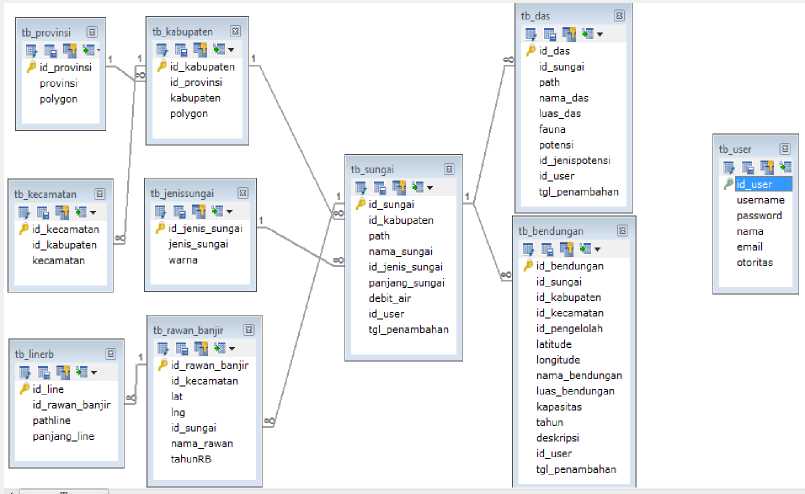 tb_provinsi
id_provinsi
provinsi
polygon
tb_kabupaten
id_kabupaten
id_provinsi
kabupaten
polygon
tb_das
id_das
id_sungai
path
nama_das
luas_das
fauna
potensi
id_jenispotensi
id_user
tgl_penambahan
tb_user
id_user
username
password
nama
email
otoritas
tb_kecamatan
id_kecamatan
id_kabupaten
kecamatan
tb_jenissungai
id_jenis_sungai
jenis_sungai
warna
tb_sungai
id_sungai
id_kabupaten
path
nama_sungai
id_jenis_sungai
panjang_sungai
debit_air
id_user
tgl_penambahan
tb_bendungan
id_bendungan
id_sungai
id_kabupaten
id_kecamatan
id_pengelolah
latitude
longitude
nama_bendungan
luas_bendungan
kapasitas
tahun
deskripsi
id_user
tgl_penambahan
tb_linerb
id_line
id_rawan_banjir
pathline
panjang_line
tb_rawan_banjir
id_rawan_banjir
id_kecamatan
lat
lng
id_sungai
nama_rawan
tahunRB
1
∞
1
∞
1
∞
1
∞
1
∞
1
∞
1
∞
∞